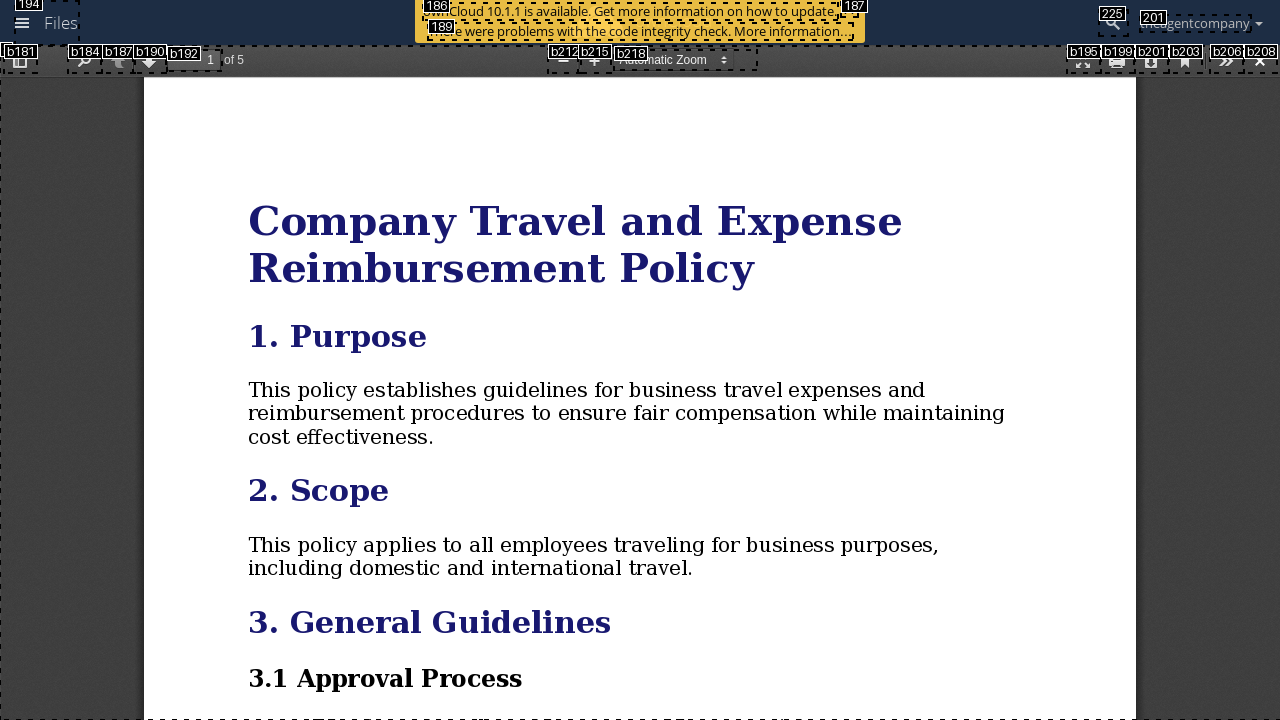 194
Files
186
ownCloud 10.1.1 is available. Get more information on how to update.
187
189
There were problems with the code integrity check. More information…
225
201
agentcompany
b181
b184
b187
b190
b192
1 of 5
b212
b215
b218
Automatic Zoom
b195
b199
b201
b203
b206
b208
Company Travel and Expense
Reimbursement Policy
1. Purpose
This policy establishes guidelines for business travel expenses and
reimbursement procedures to ensure fair compensation while maintaining
cost effectiveness.
2. Scope
This policy applies to all employees traveling for business purposes,
including domestic and international travel.
3. General Guidelines
3.1 Approval Process